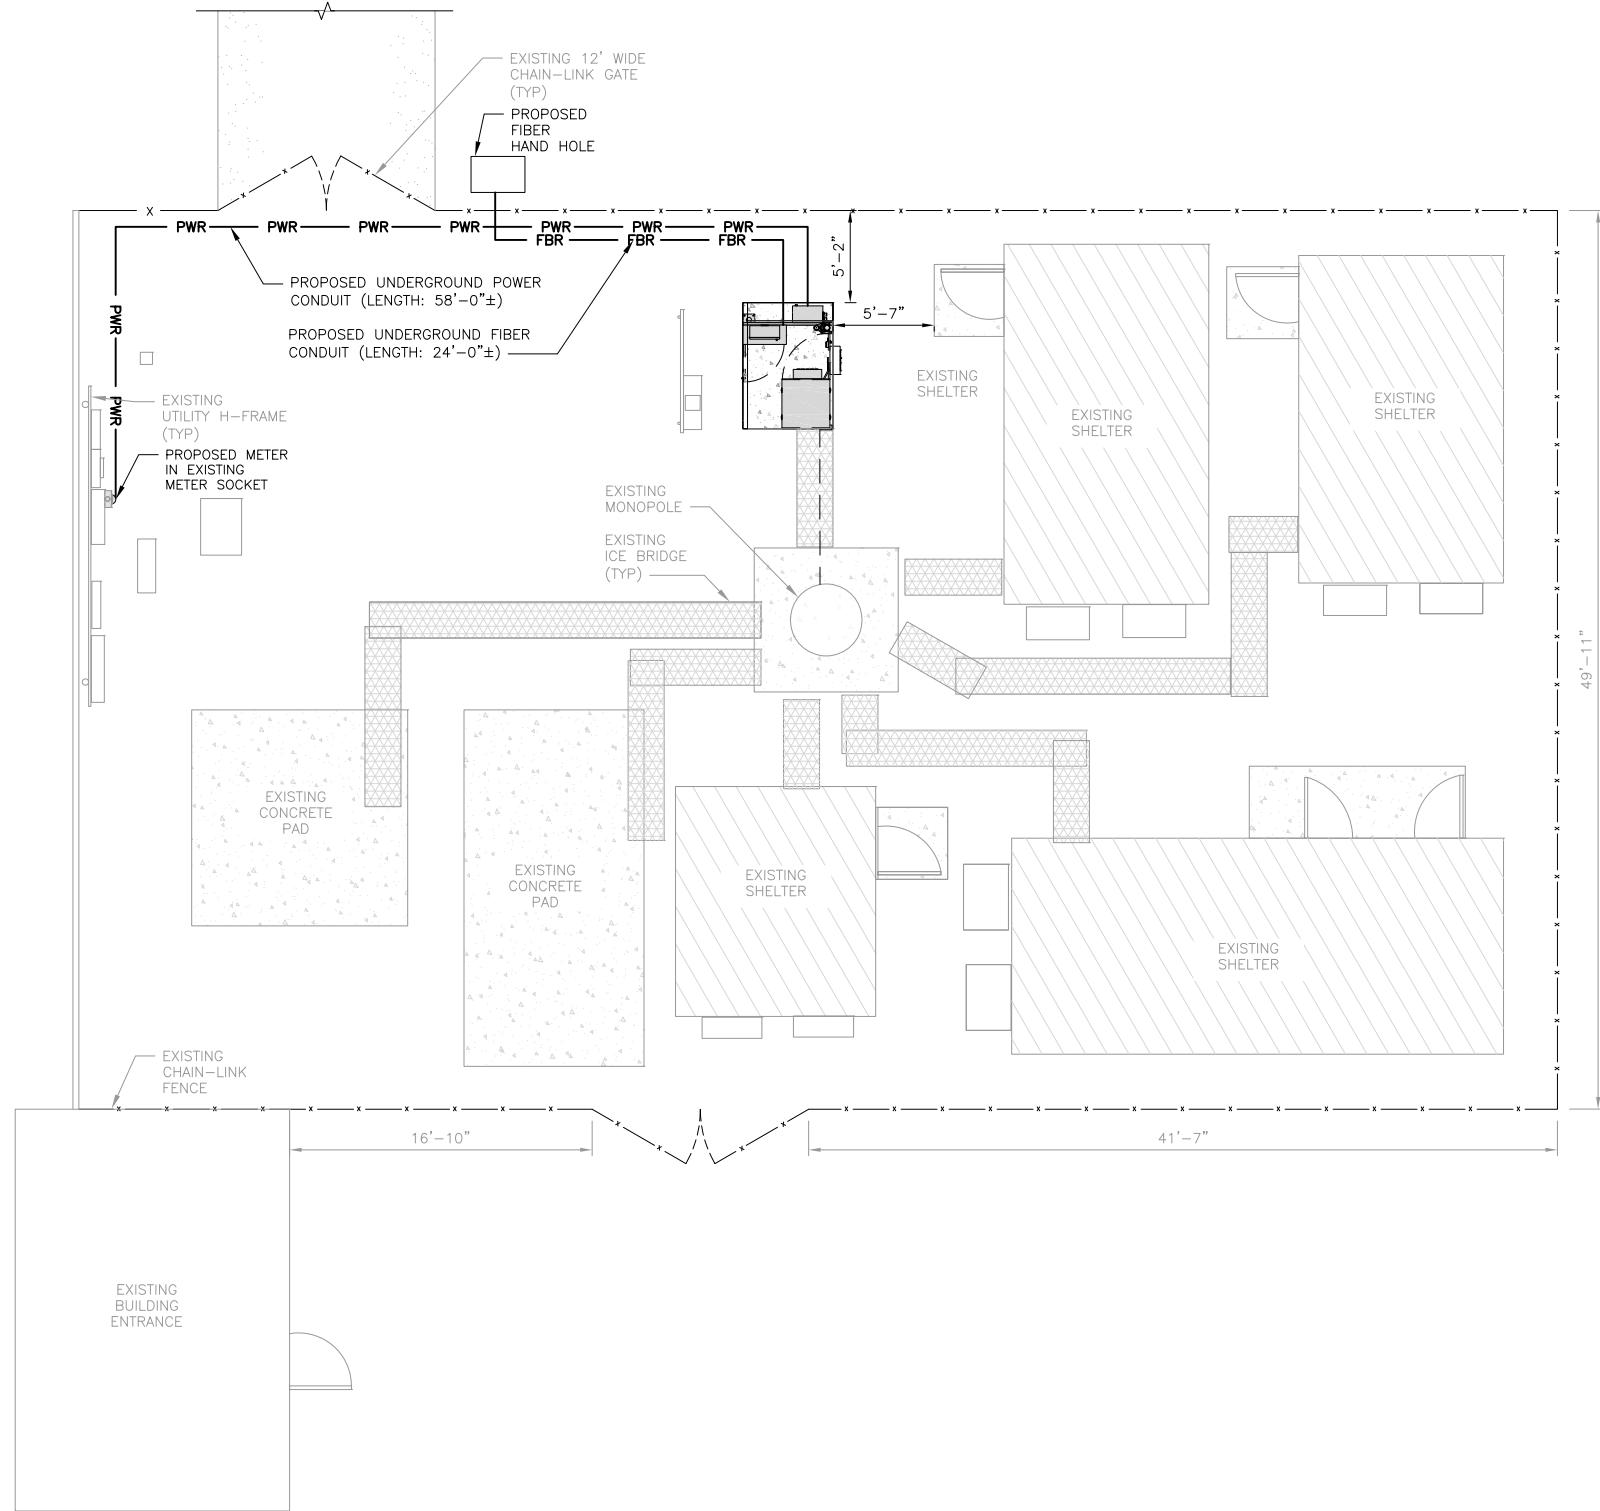 EXISTING 12' WIDE
CHAIN-LINK GATE
(TYP)
PROPOSED
FIBER
HAND HOLE
X
PWR PWR PWR PWR PWR PWR PWR
FBR FBR FBR
5'-2"
PROPOSED UNDERGROUND POWER
CONDUIT (LENGTH: 58'-0"±)
5'-7"
PWR
PROPOSED UNDERGROUND FIBER
CONDUIT (LENGTH: 24'-0"±)
EXISTING
SHELTER
EXISTING
SHELTER
EXISTING
SHELTER
PWR
EXISTING
UTILITY H-FRAME
(TYP)
PROPOSED METER
IN EXISTING
METER SOCKET
EXISTING
MONOPOLE
EXISTING
ICE BRIDGE
(TYP)
49'-11"
EXISTING
CONCRETE
PAD
EXISTING
CONCRETE
PAD
EXISTING
SHELTER
EXISTING
SHELTER
EXISTING
CHAIN-LINK
FENCE
16'-10"
41'-7"
EXISTING
BUILDING
ENTRANCE